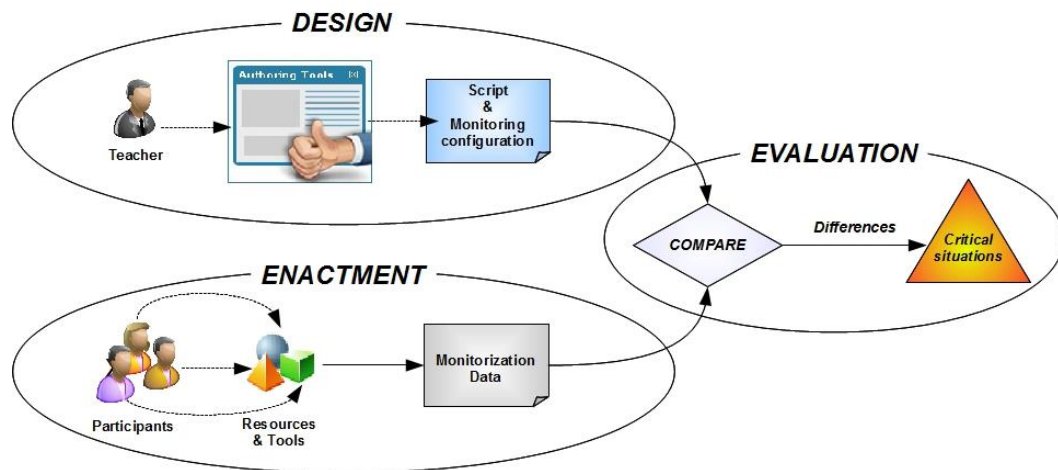 DESIGN
Authoring Tools
Teacher
Script
&
Monitoring
configuration
EVALUATION
COMPARE
Differences
Critical
situations
ENACTMENT
Participants
Resources
& Tools
Monitorization
Data